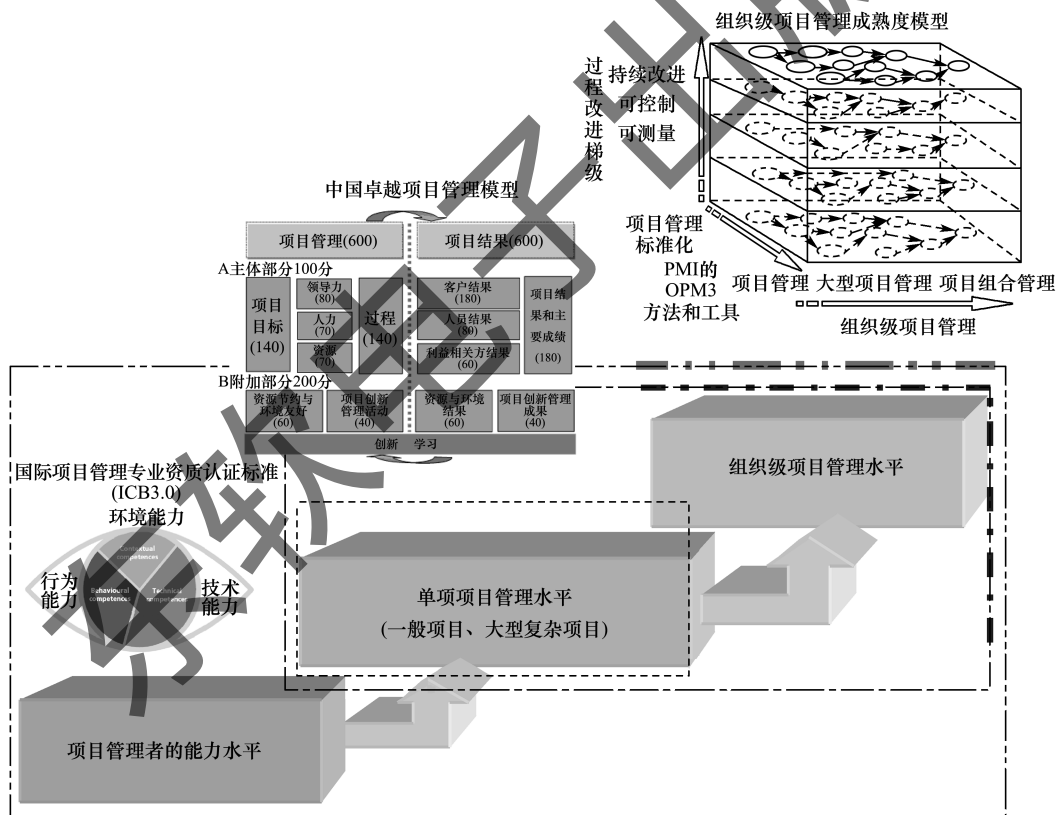 组织级项目管理成熟度模型
过程改进梯级
持续改进
可控制
可测量
项目管理
标准化
PMI的
OPM3
方法和工具
项目管理 大型项目管理 项目组合管理
组织级项目管理
中国卓越项目管理模型
项目管理(600)
项目结果(600)
A主体部分100分
项目
目标
(140)
领导力
(80)
人力
(70)
资源
(70)
过程
(140)
客户结果
(180)
人员结果
(80)
利益相关方结果
(60)
项目结
果和主
要成绩
(180)
B附加部分200分
资源节约与
环境友好
(60)
项目创新
管理活动
(40)
资源与环境
结果
(60)
项目创新管理
成果
(40)
创新 学习
国际项目管理专业资质认证标准
(ICB3.0)
环境能力
Contextual
competences
行为
能力
Behavioural
competences
Technical
competences
技术
能力
组织级项目管理水平
单项项目管理水平
(一般项目、大型复杂项目)
项目管理者的能力水平